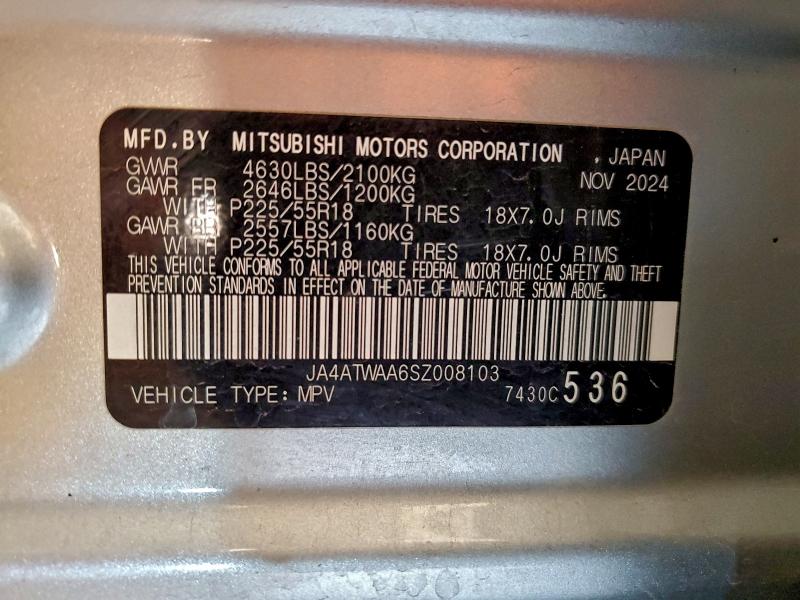 MFD.BY MITSUBISHI MOTORS CORPORATION , JAPAN
GVWR 4630LBS/2100KG NOV 2024
GAWR FR 2646LBS/1200KG
WITH P225/55R18 TIRES 18X7.0J RIMS
GAWR RR 2557LBS/1160KG
WITH P225/55R18 TIRES 18X7.0J RIMS
THIS VEHICLE CONFORMS TO ALL APPLICABLE FEDERAL MOTOR VEHICLE SAFETY AND THEFT
PREVENTION STANDARDS IN EFFECT ON THE DATE OF MANUFACTURE SHOWN ABOVE.
JA4ATWAA6SZ008103
VEHICLE TYPE: MPV 7430C 536